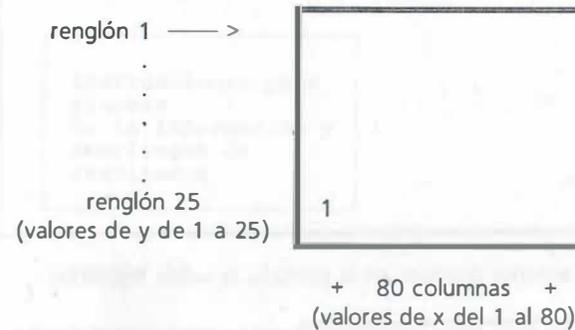 renglón 1 ——>
.
.
.
.
.
renglón 25
(valores de y de 1 a 25)
1
+ 80 columnas +
(valores de x del 1 al 80)